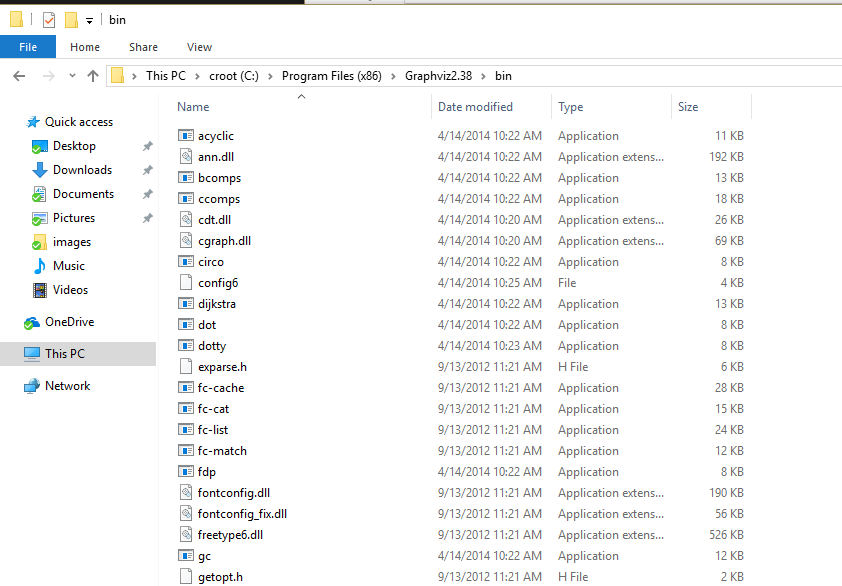 bin
File Home Share View
This PC croot (C:) Program Files (x86) Graphviz2.38 bin
Name Date modified Type Size
Quick access
Desktop
Downloads
Documents
Pictures
images
Music
Videos
OneDrive
This PC
Network
acyclic 4/14/2014 10:22 AM Application 11 KB
ann.dll 4/14/2014 10:22 AM Application extens... 192 KB
bcomps 4/14/2014 10:22 AM Application 13 KB
ccomps 4/14/2014 10:22 AM Application 18 KB
cdt.dll 4/14/2014 10:20 AM Application extens... 26 KB
cgraph.dll 4/14/2014 10:20 AM Application extens... 69 KB
circo 4/14/2014 10:22 AM Application 8 KB
config6 4/14/2014 10:25 AM File 4 KB
dijkstra 4/14/2014 10:22 AM Application 13 KB
dot 4/14/2014 10:22 AM Application 8 KB
dotty 4/14/2014 10:23 AM Application 8 KB
exparse.h 9/13/2012 11:21 AM H File 6 KB
fc-cache 9/13/2012 11:21 AM Application 28 KB
fc-cat 9/13/2012 11:21 AM Application 15 KB
fc-list 9/13/2012 11:21 AM Application 24 KB
fc-match 9/13/2012 11:21 AM Application 12 KB
fdp 4/14/2014 10:22 AM Application 8 KB
fontconfig.dll 9/13/2012 11:21 AM Application extens... 190 KB
fontconfig_fix.dll 9/13/2012 11:21 AM Application extens... 56 KB
freetype6.dll 9/13/2012 11:21 AM Application extens... 526 KB
gc 4/14/2014 10:22 AM Application 12 KB
getopt.h 9/13/2012 11:21 AM H File 2 KB